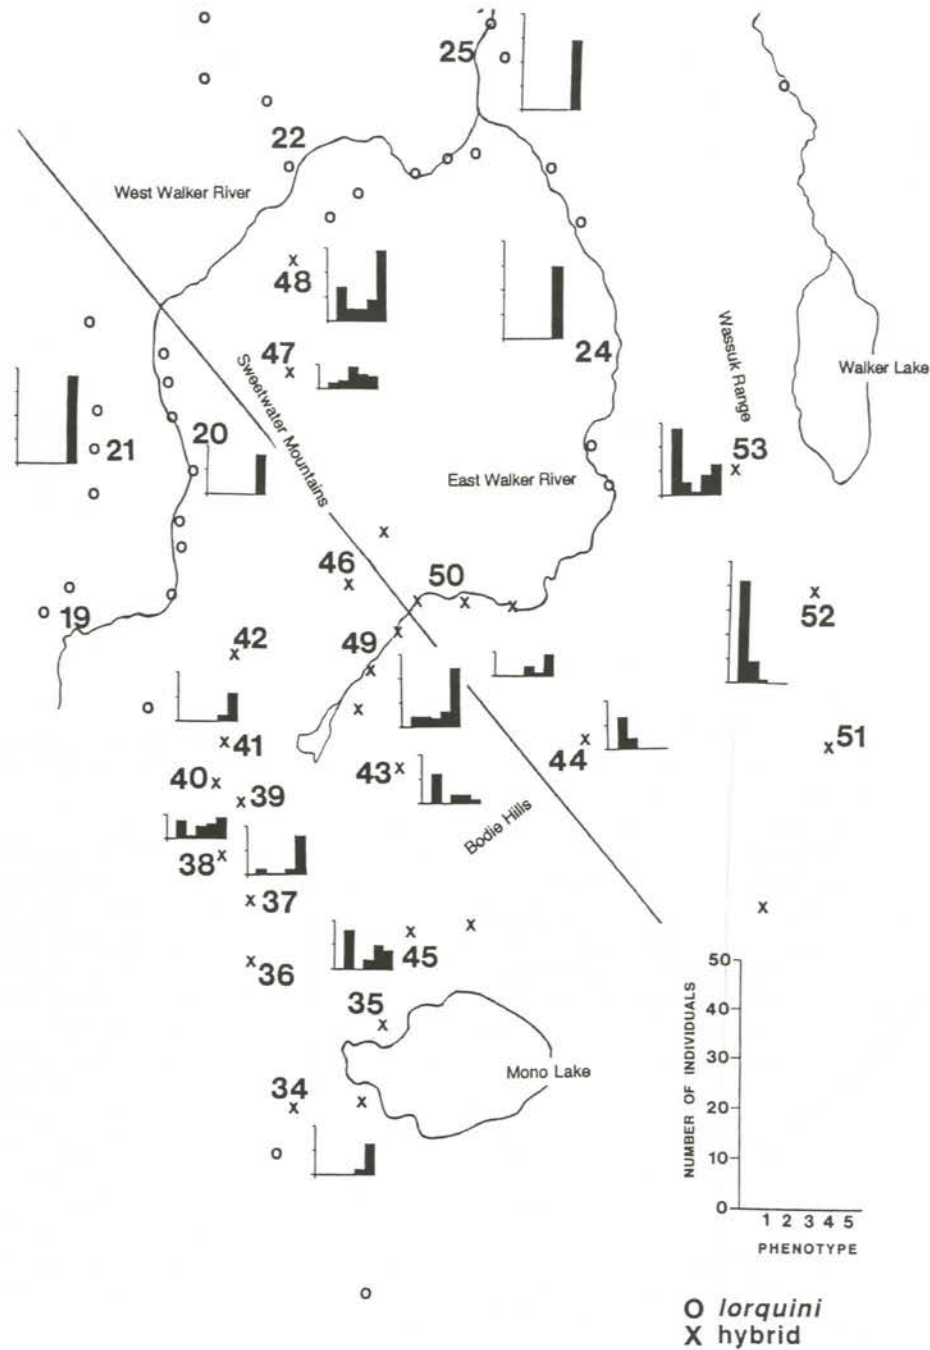 25
22
West Walker River
48
47
24
Wassuk Range
Walker Lake
Sweetwater Mountains
20
21
53
East Walker River
46
50
52
19
42
49
51
41
44
43
40
39
Bodie Hills
38
37
45
36
35
Mono Lake
34
NUMBER OF INDIVIDUALS
50
40
30
20
10
0
1 2 3 4 5
PHENOTYPE
O lorquini
X hybrid